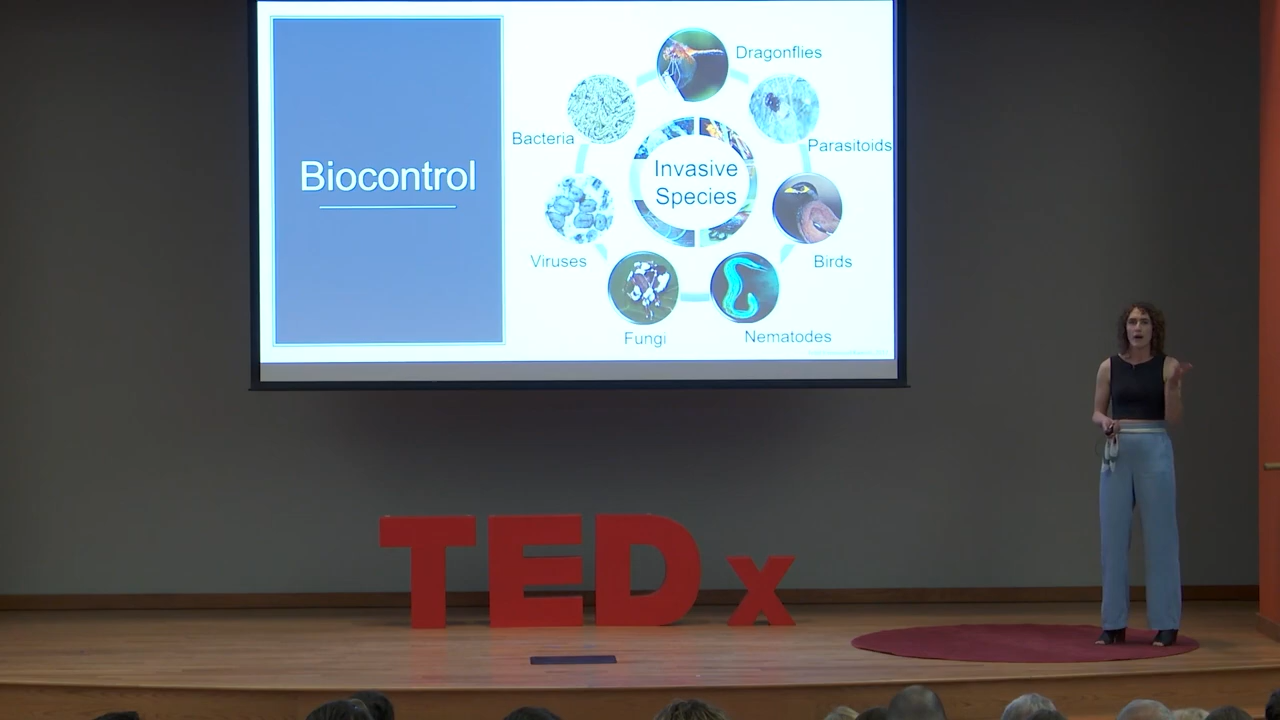 Biocontrol
Dragonflies
Bacteria
Parasitoids
Invasive
Species
Viruses
Birds
Fungi
Nematodes
TEDx